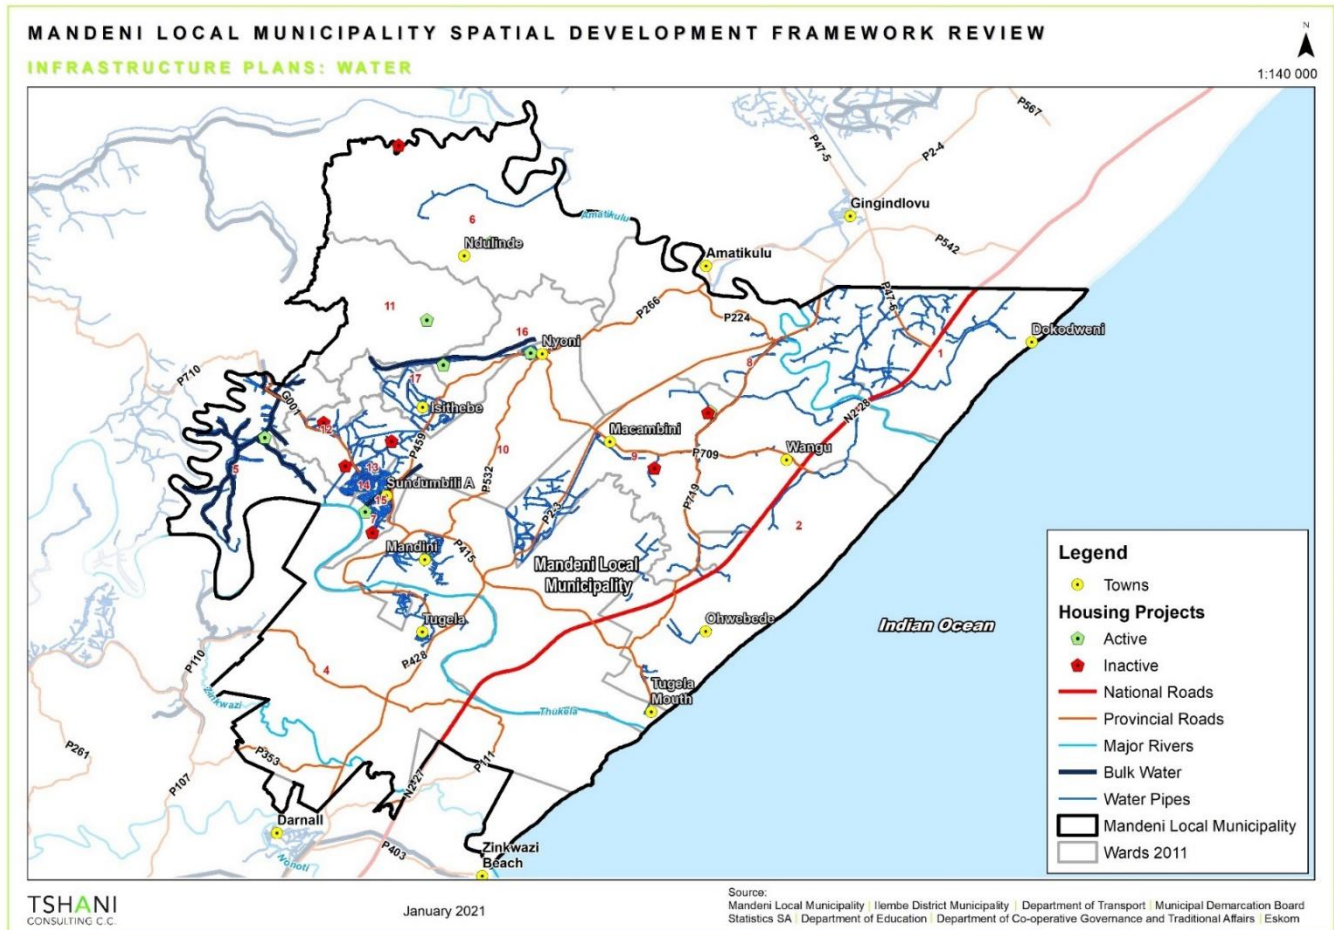 MANDENI LOCAL MUNICIPALITY SPATIAL DEVELOPMENT FRAMEWORK REVIEW
INFRASTRUCTURE PLANS: WATER
N
1:140 000
P567
P47-5
P2-4
Gingindlovu
6
Amatikulu
Ndulinde
P542
Amatikulu
11
P266
P47-6
P224
16
Nyoni
Dokodweni
1
8
P710
17
G001
Isithebe
N2-28
12
P459
Macambini
10
9
P709
Wangu
5
13
14
Sundumbili A
15
P532
P2-3
P719
7
2
Mandini
P415
Mandeni Local
Municipality
Tugela
Ohwebede
Indian Ocean
P110
4
P428
Zinkwazi
Tugela
Mouth
Thukela
P261
P107
P353
N2-27
P111
Darnall
Nonoti
P403
Zinkwazi
Beach
Legend
Towns
Housing Projects
Active
Inactive
National Roads
Provincial Roads
Major Rivers
Bulk Water
Water Pipes
Mandeni Local Municipality
Wards 2011
TSHANI
CONSULTING C.C.
January 2021
Source:
Mandeni Local Municipality | Ilembe District Municipality | Department of Transport | Municipal Demarcation Board
Statistics SA | Department of Education | Department of Co-operative Governance and Traditional Affairs | Eskom